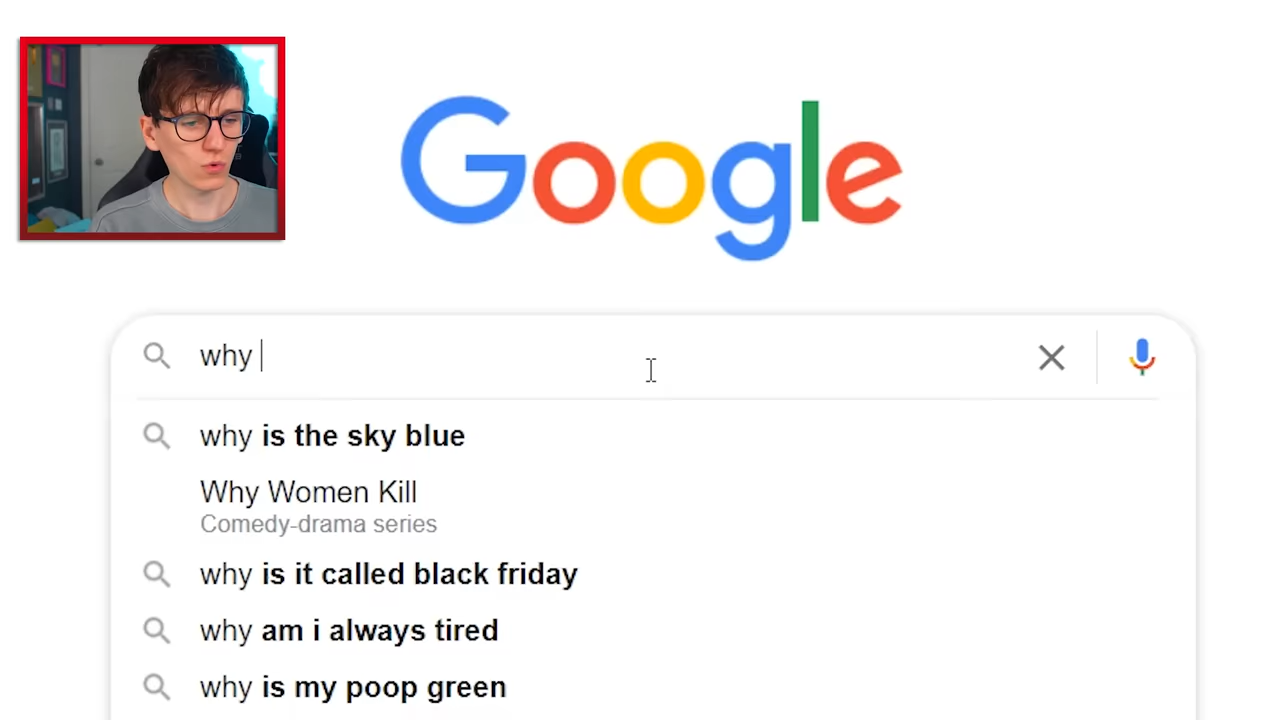 Google
why
why is the sky blue
Why Women Kill
Comedy-drama series
why is it called black friday
why am i always tired
why is my poop green